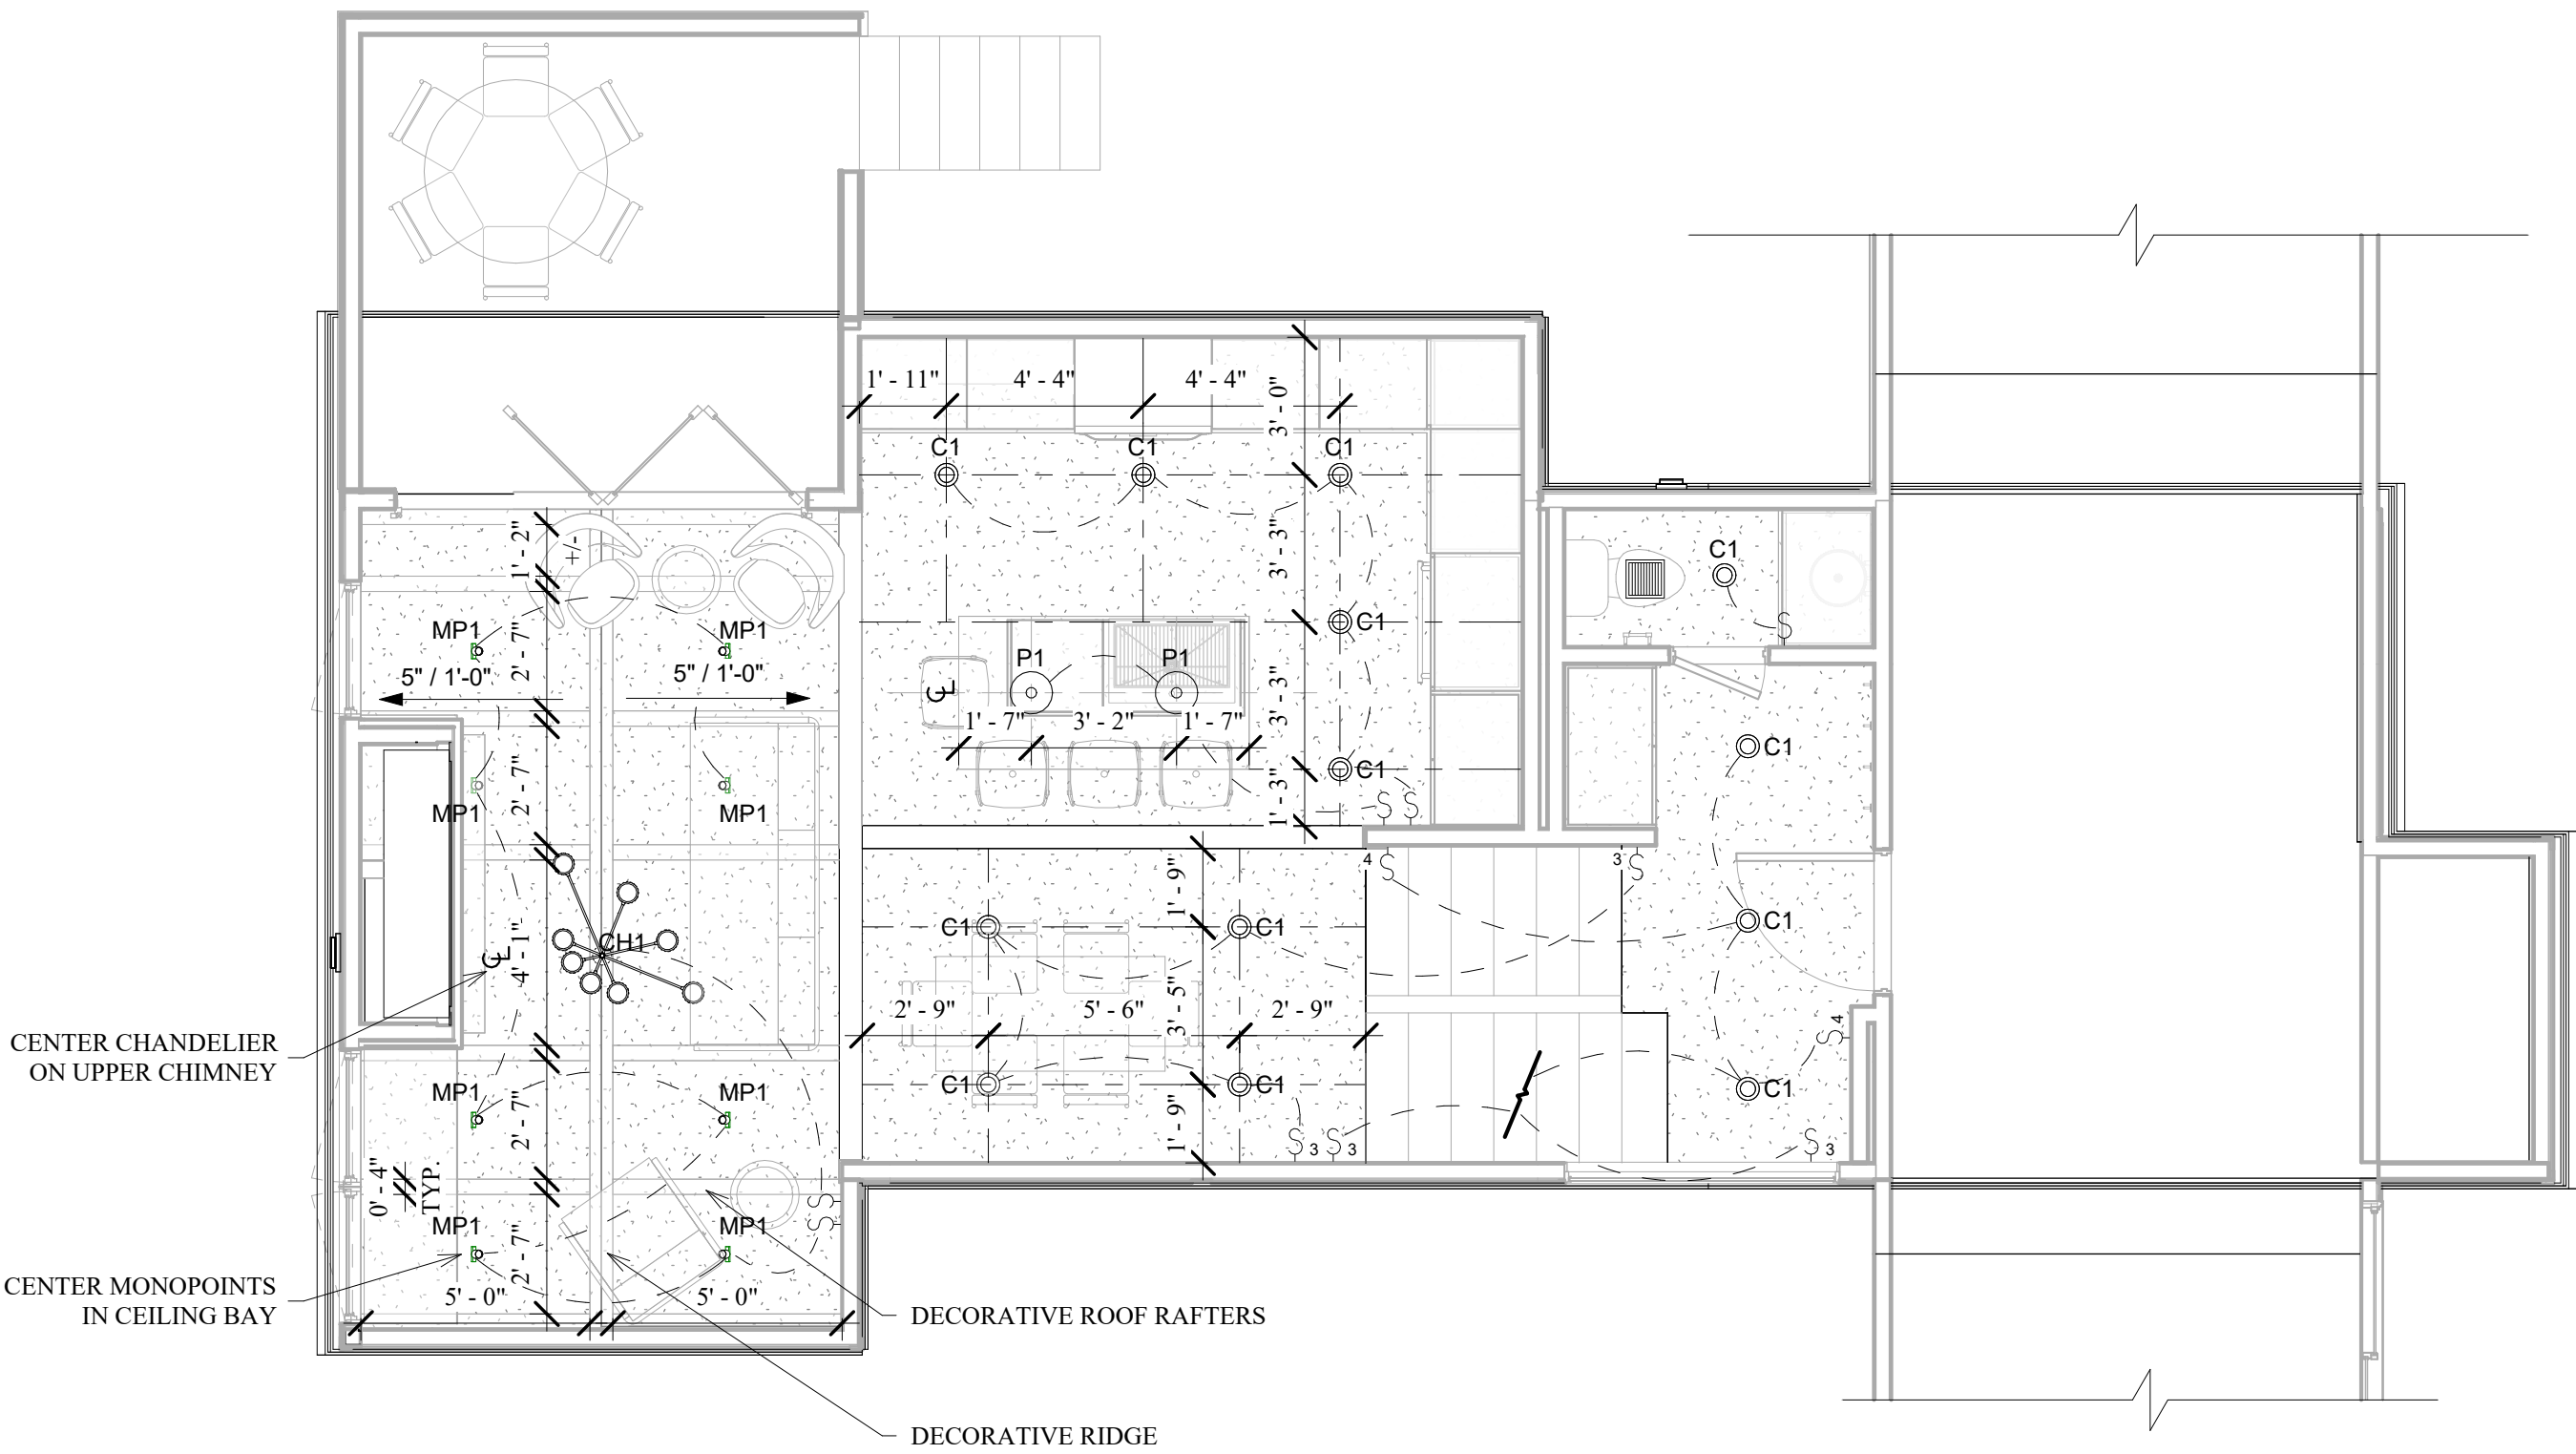 1' - 11"
4' - 4"
4' - 4"
3' - 0"
C1
C1
C1
1' - 2"
+/-
3' - 3"
C1
C1
MP1
MP1
P1
P1
5" / 1'-0"
5" / 1'-0"
2' - 7"
CL
1' - 7"
3' - 2"
1' - 7"
3' - 3"
C1
C1
2' - 7"
MP1
MP1
1' - 3"
S
S
S
4
S
3
S
1' - 9"
CH1
C1
C1
C1
CL
4' - 1"
2' - 9"
5' - 6"
3' - 5"
2' - 9"
S
4
CENTER CHANDELIER
ON UPPER CHIMNEY
MP1
MP1
C1
C1
C1
2' - 7"
1' - 9"
S
3
S
3
S
3
0' - 4"
TYP.
S
S
MP1
MP1
2' - 7"
CENTER MONOPOINTS
IN CEILING BAY
5' - 0"
5' - 0"
DECORATIVE ROOF RAFTERS
DECORATIVE RIDGE